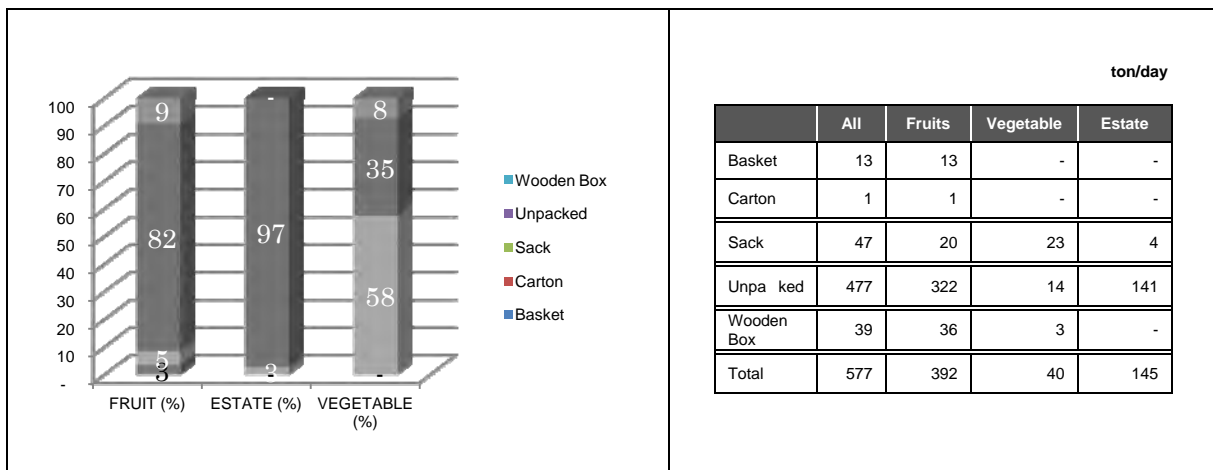 100
90
80
70
60
50
40
30
20
10
-
9
82
5
3
-
97
3
-
8
35
58
-
FRUIT (%)
ESTATE (%)
VEGETABLE
(%)
Wooden Box
Unpacked
Sack
Carton
Basket
ton/day
All Fruits Vegetable Estate
Basket 13 13 - -
Carton 1 1 - -
Sack 47 20 23 4
Unpa ked 477 322 14 141
Wooden
Box 39 36 3 -
Total 577 392 40 145